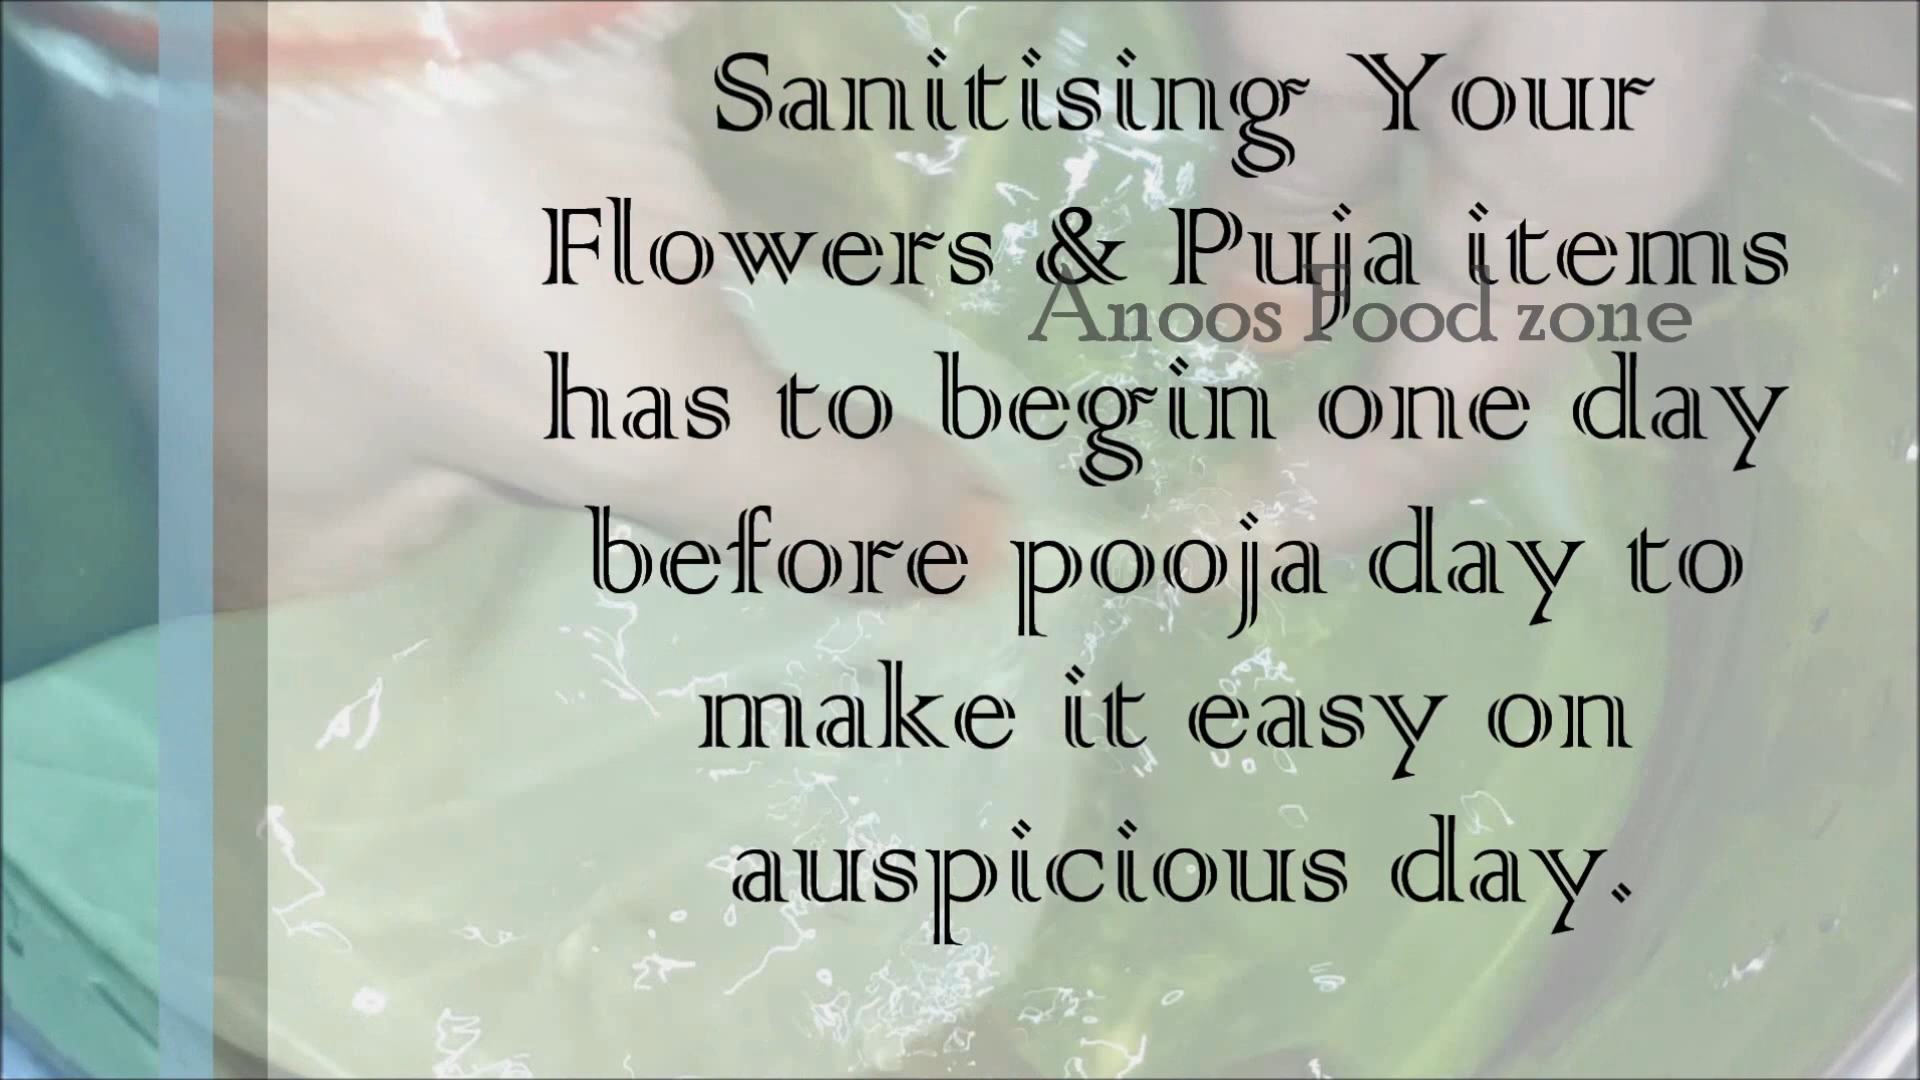 Sanitising Your
Flowers & Puja items
Anoos Food zone
has to begin one day
before pooja day to
make it easy on
auspicious day.